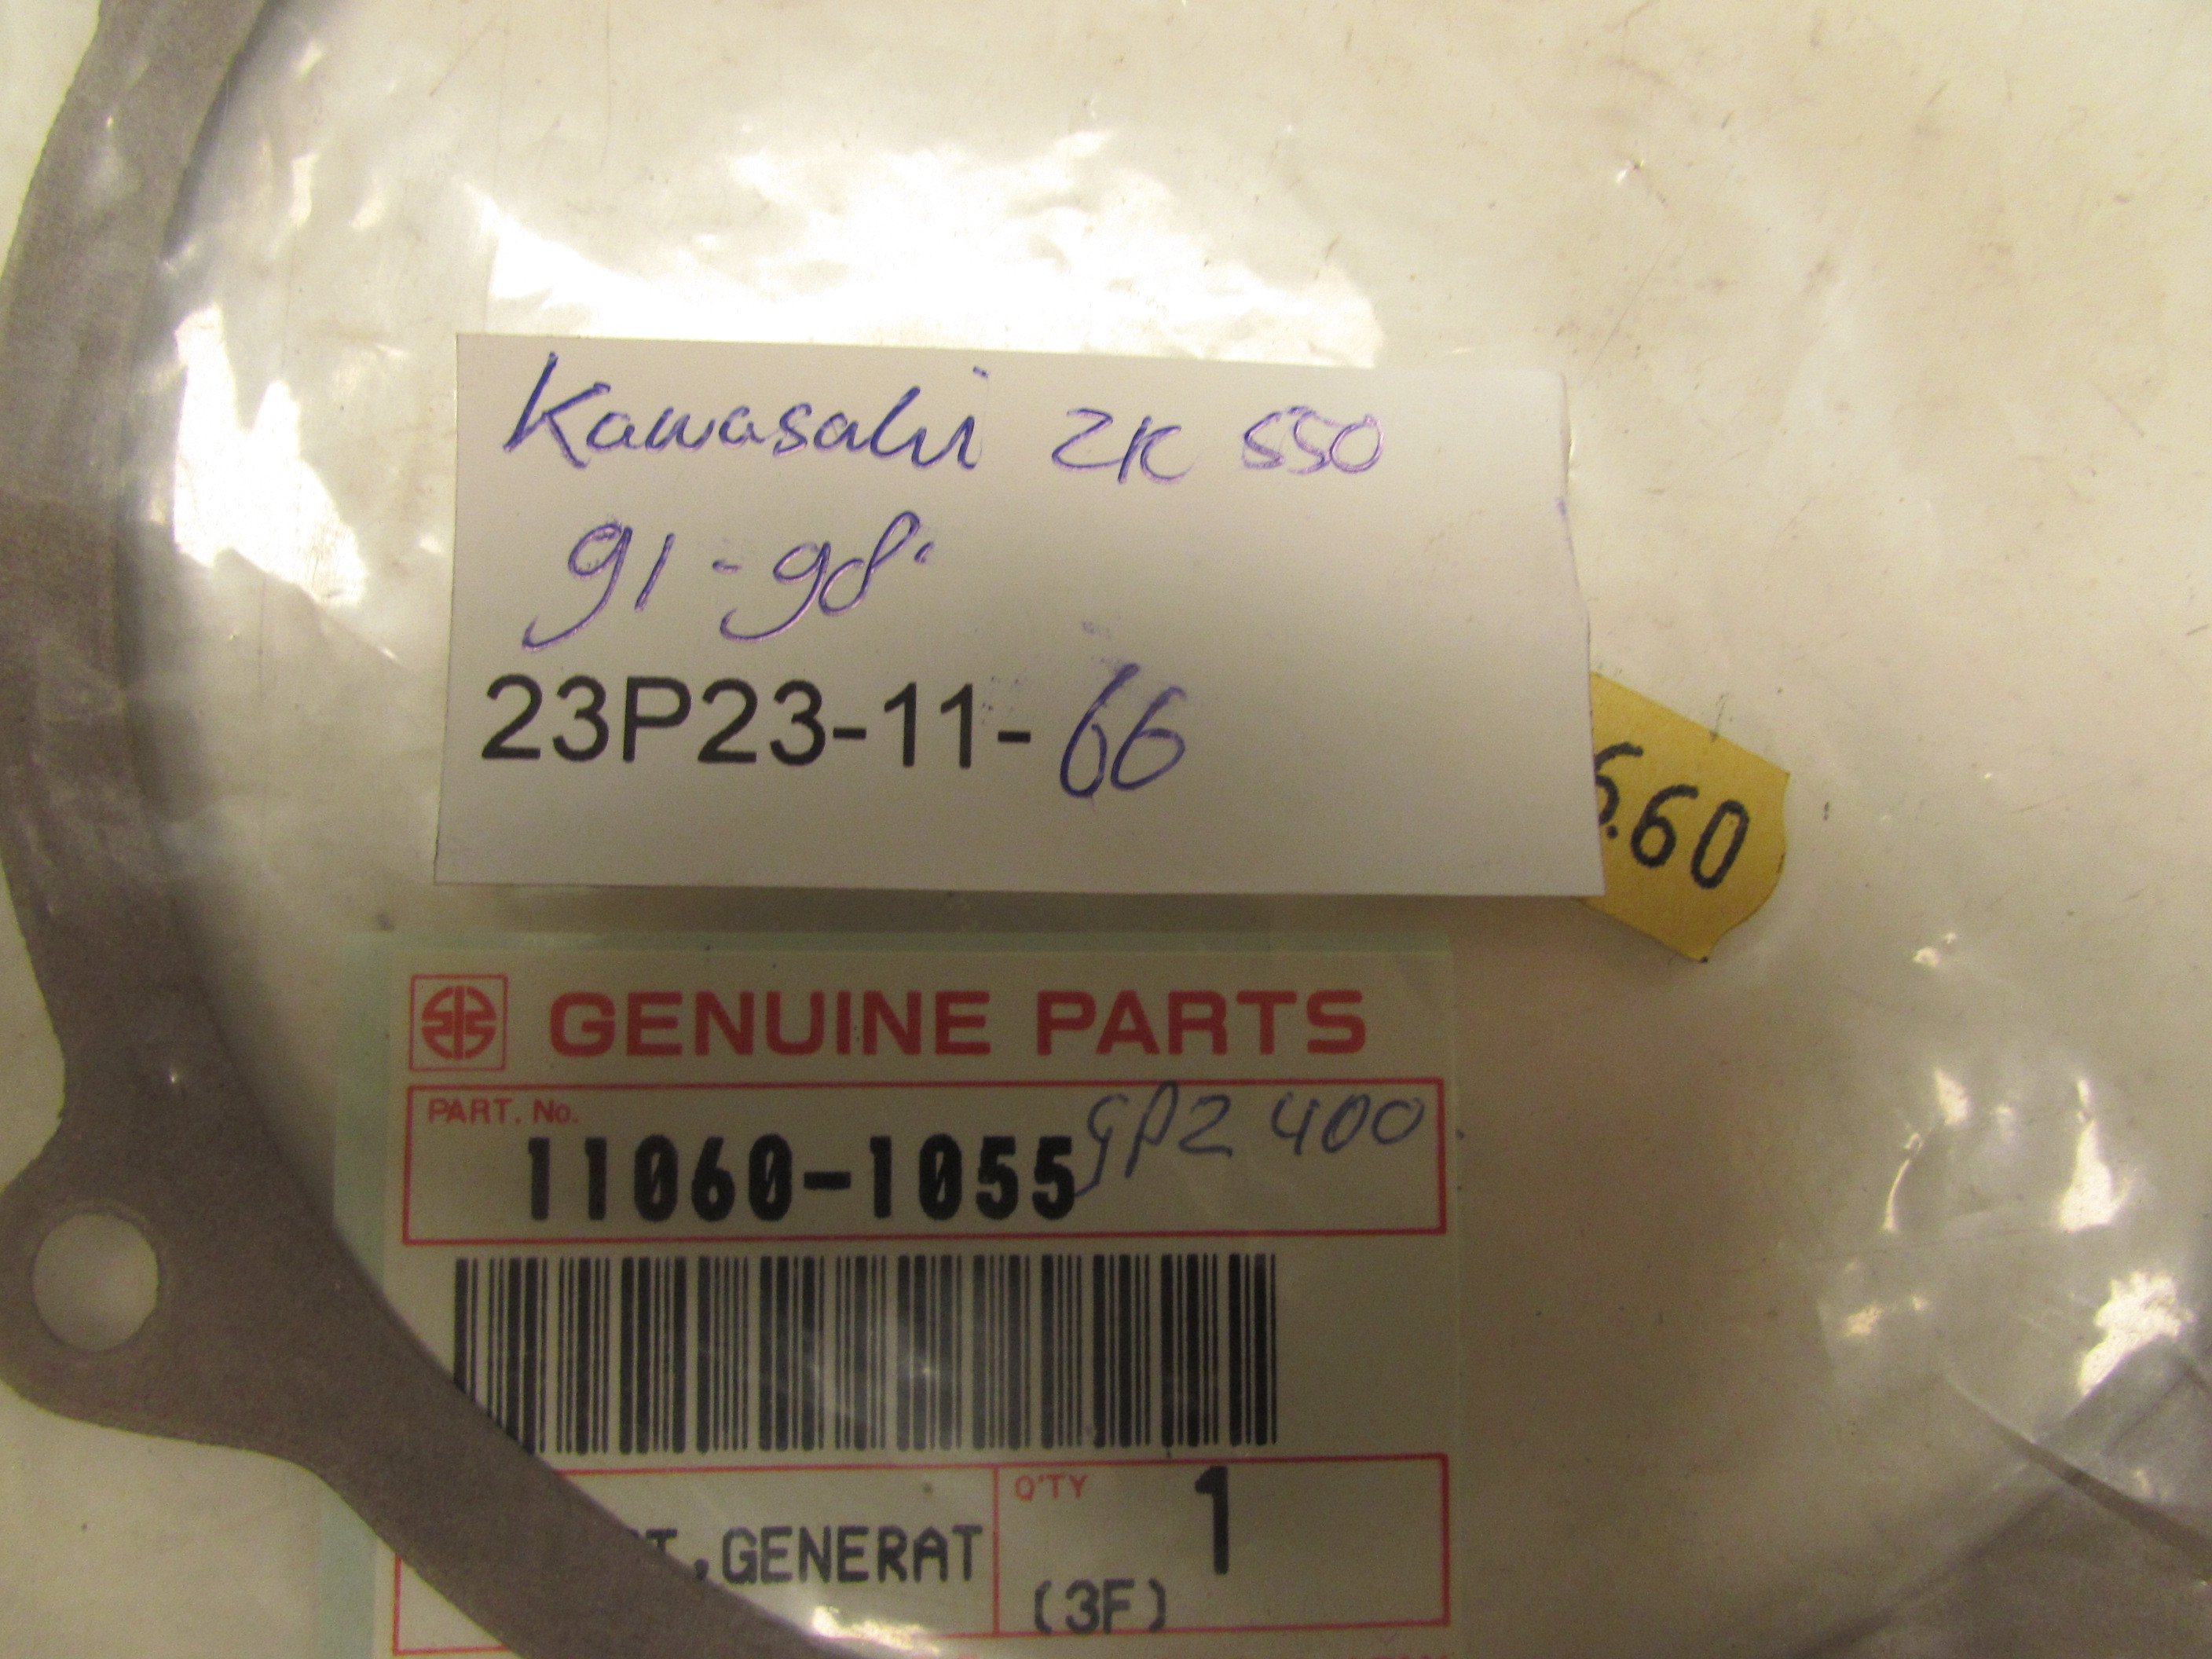 Kawasaki ZR 550
91-98.
23P23-11-66
.60
GENUINE PARTS
PART. No.
11060-1055 GPZ 400
T,GENERAT
Q'TY 1
(3F)